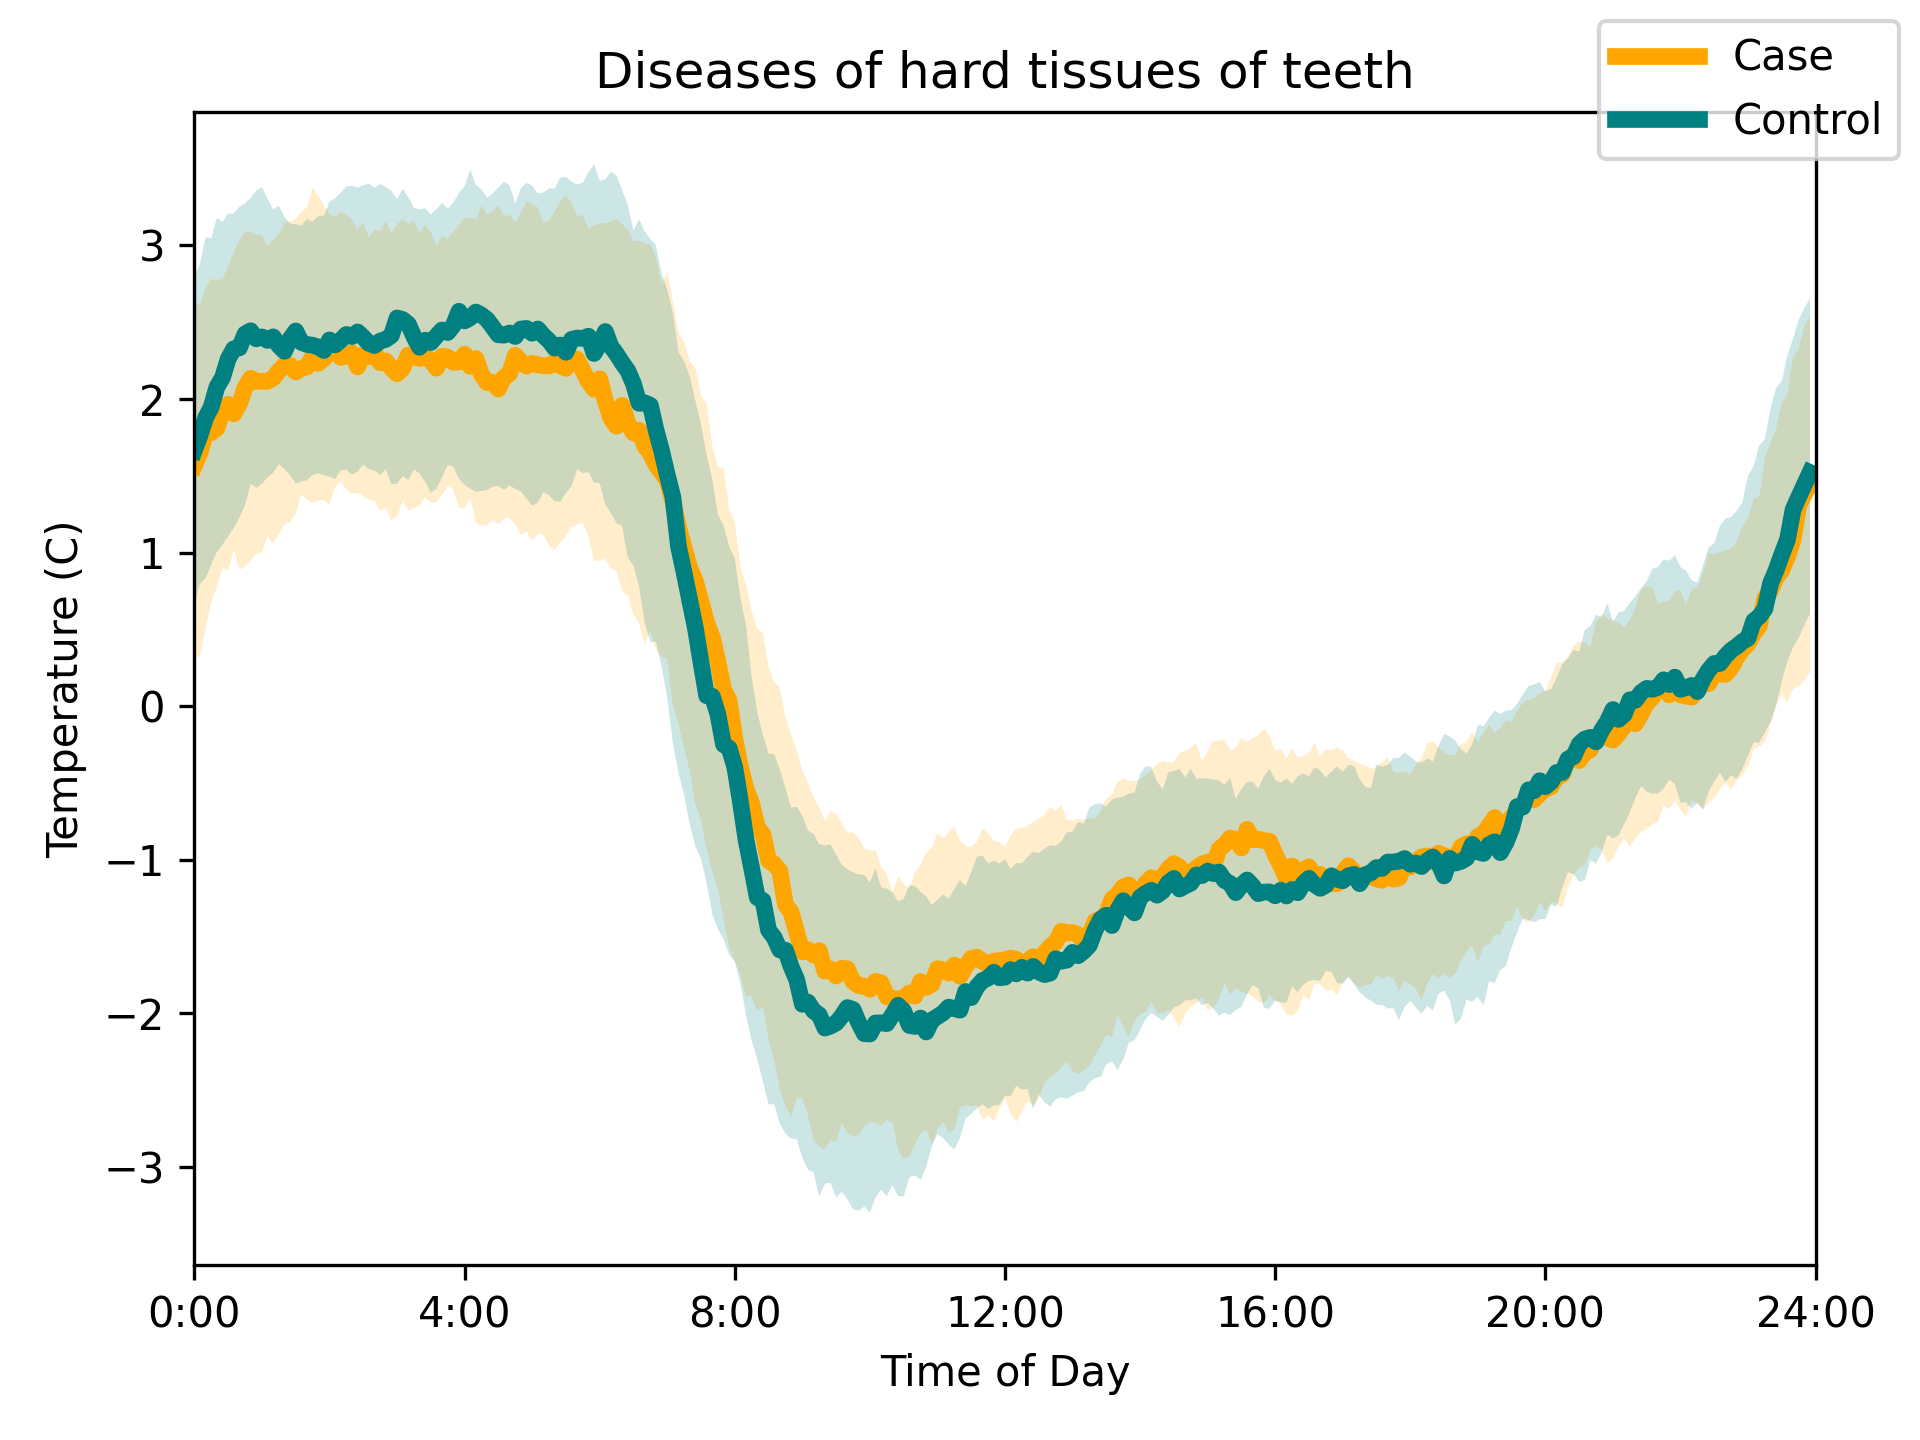 Diseases of hard tissues of teeth
Case
Control
Temperature (C)
3
2
1
0
−1
−2
−3
0:00 4:00 8:00 12:00 16:00 20:00 24:00
Time of Day